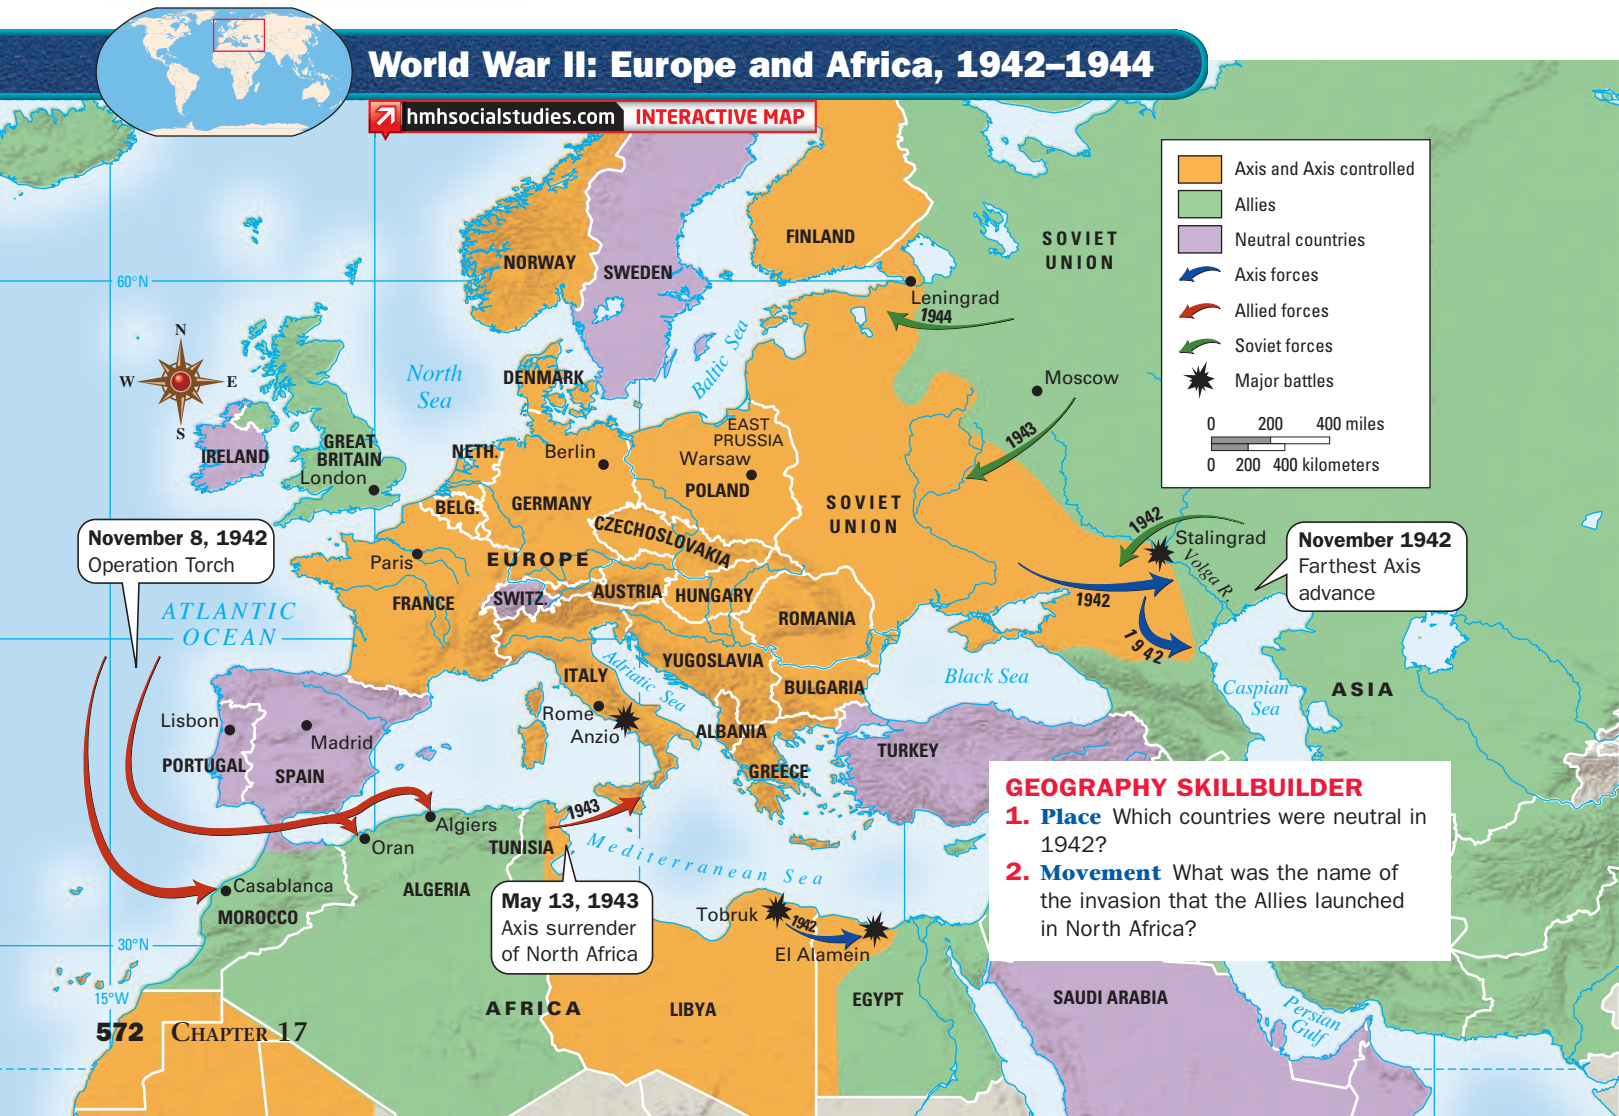 World War II: Europe and Africa, 1942–1944
hmhsocialstudies.com INTERACTIVE MAP
Axis and Axis controlled
Allies
Neutral countries
Axis forces
Allied forces
Soviet forces
Major battles
0 200 400 miles
0 200 400 kilometers
N
W E
S
60°N
30°N
15°W
FINLAND
NORWAY
SWEDEN
SOVIET
UNION
Leningrad
1944
Baltic Sea
North
Sea
DENMARK
Moscow
1943
EAST
PRUSSIA
IRELAND
GREAT
BRITAIN
London
NETH.
Berlin
Warsaw
POLAND
BELG.
GERMANY
SOVIET
UNION
CZECHOSLOVAKIA
1942
Stalingrad
Volga R.
November 8, 1942
Operation Torch
November 1942
Farthest Axis
advance
Paris
EUROPE
FRANCE
SWITZ.
AUSTRIA
HUNGARY
ROMANIA
1942
1942
ATLANTIC
OCEAN
ITALY
Adriatic Sea
YUGOSLAVIA
BULGARIA
Black Sea
Caspian
Sea
ASIA
Lisbon
Madrid
PORTUGAL
SPAIN
Rome
Anzio
ALBANIA
GREECE
TURKEY
1943
Algiers
Oran
TUNISIA
Mediterranean Sea
Casablanca
MOROCCO
ALGERIA
May 13, 1943
Axis surrender
of North Africa
Tobruk
1942
El Alamein
AFRICA
LIBYA
EGYPT
SAUDI ARABIA
Persian
Gulf
GEOGRAPHY SKILLBUILDER
1. Place Which countries were neutral in
1942?
2. Movement What was the name of
the invasion that the Allies launched
in North Africa?
572 CHAPTER 17